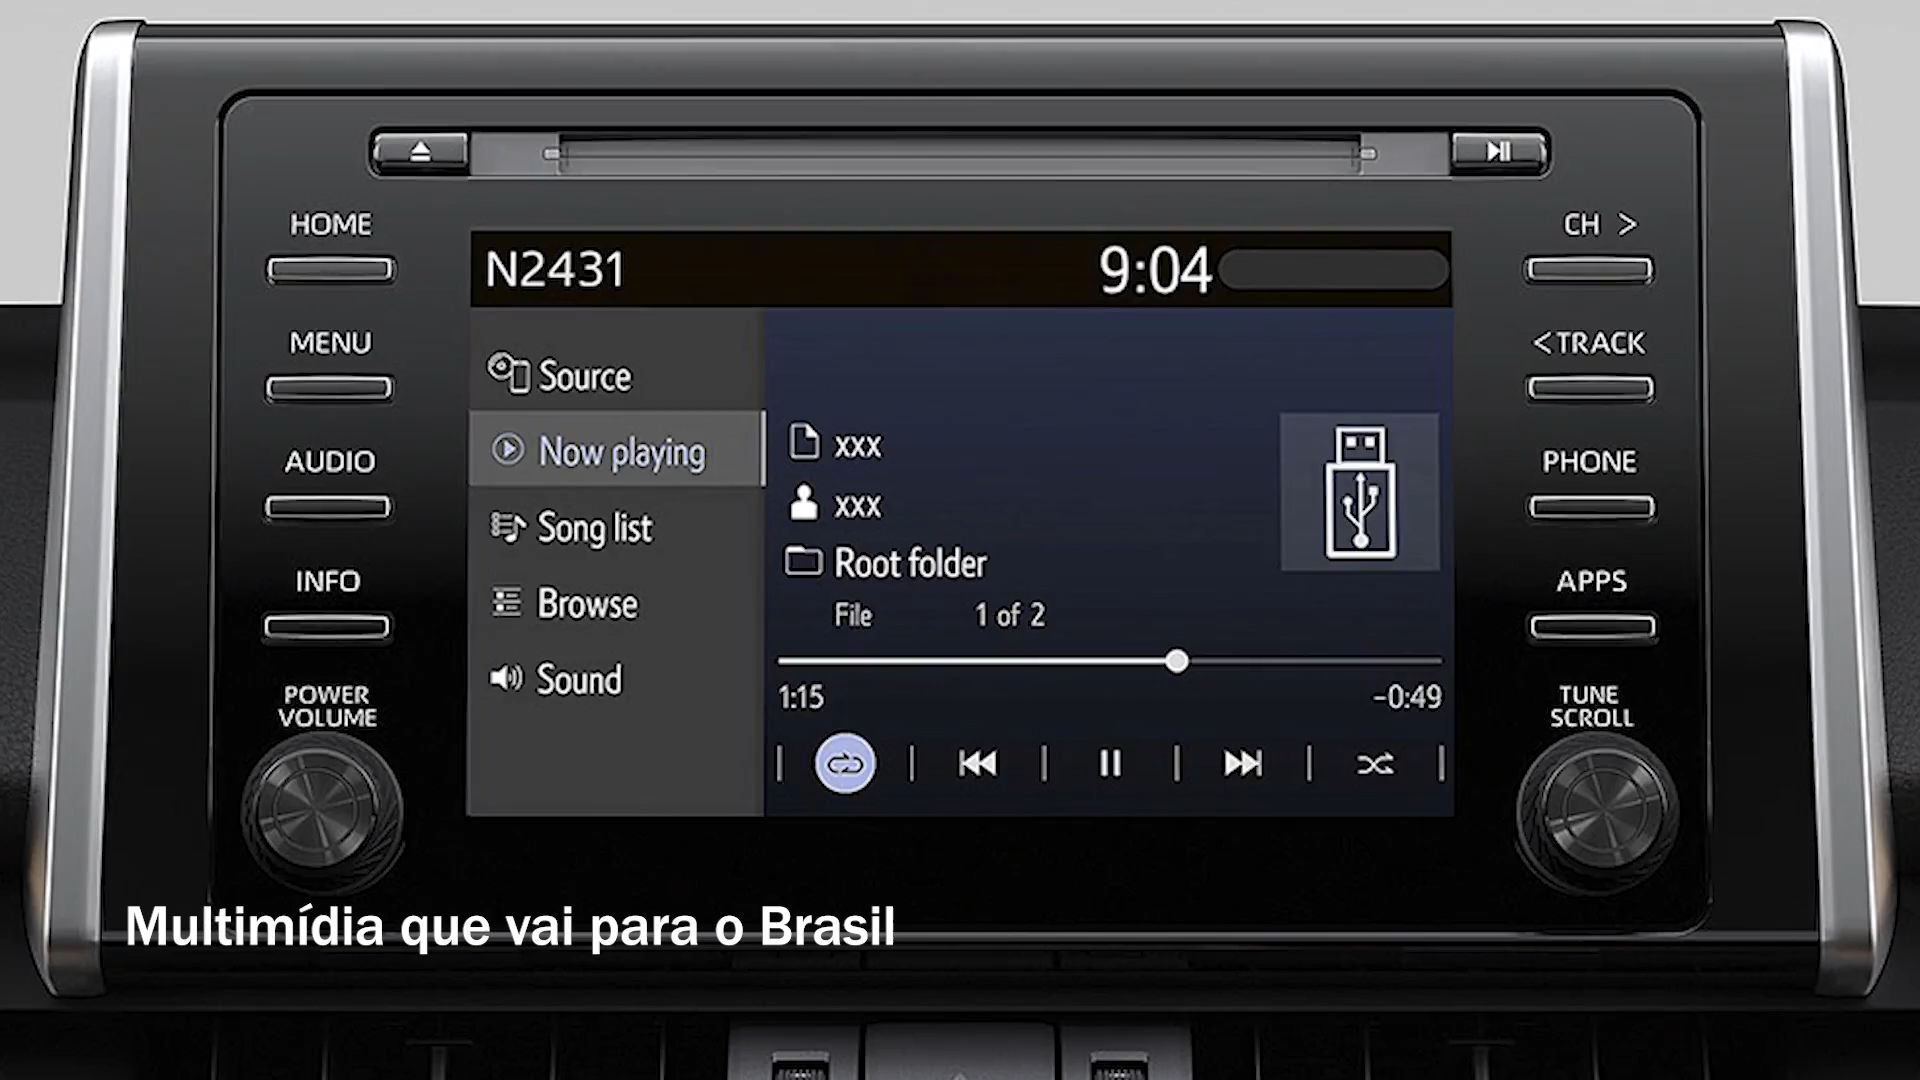 HOME
CH >
N2431
9:04
MENU
< TRACK
Source
Now playing
xxx
AUDIO
PHONE
xxx
Song list
Root folder
INFO
APPS
Browse
File 1 of 2
Sound
1:15
-0:49
POWER
VOLUME
TUNE
SCROLL
Multimídia que vai para o Brasil